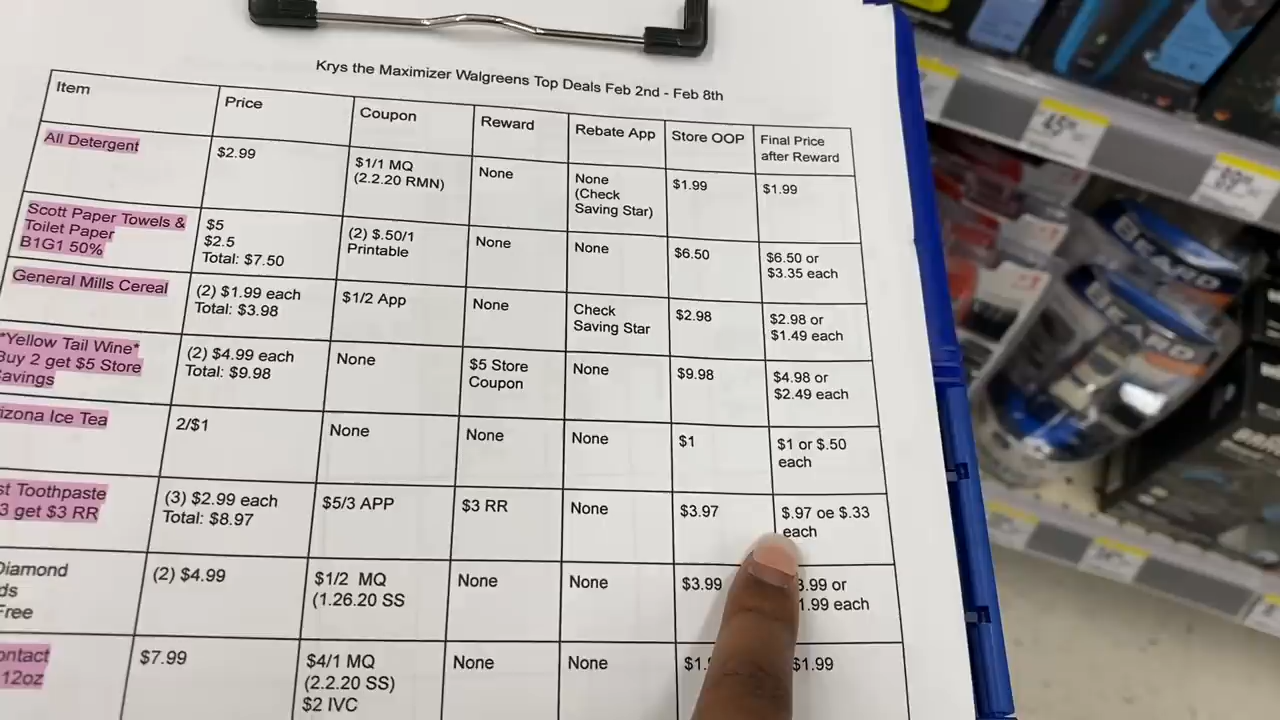 Krys the Maximizer Walgreens Top Deals Feb 2nd - Feb 8th
Item Price Coupon Reward Rebate App Store OOP Final Price
after Reward
All Detergent $2.99 $1/1 MQ None None $1.99 $1.99
(2.2.20 RMN) (Check
Saving Star)
Scott Paper Towels & $5 (2) $.50/1 None None $6.50 $6.50 or
Toilet Paper $2.5 Printable $3.35 each
B1G1 50% Total: $7.50
General Mills Cereal (2) $1.99 each $1/2 App None Check $2.98 $2.98 or
Total: $3.98 Saving Star $1.49 each
*Yellow Tail Wine* (2) $4.99 each None $5 Store None $9.98 $4.98 or
Buy 2 get $5 Store Total: $9.98 Coupon $2.49 each
avings
izona Ice Tea 2/$1 None None None $1 $1 or $.50
each
st Toothpaste (3) $2.99 each $5/3 APP $3 RR None $3.97 $.97 oe $.33
3 get $3 RR Total: $8.97 each
Diamond (2) $4.99 $1/2 MQ None None $3.99 3.99 or
ds (1.26.20 SS 1.99 each
Free
ontact $7.99 $4/1 MQ None None $1. $1.99
12oz (2.2.20 SS)
$2 IVC
BEARD
BEARD